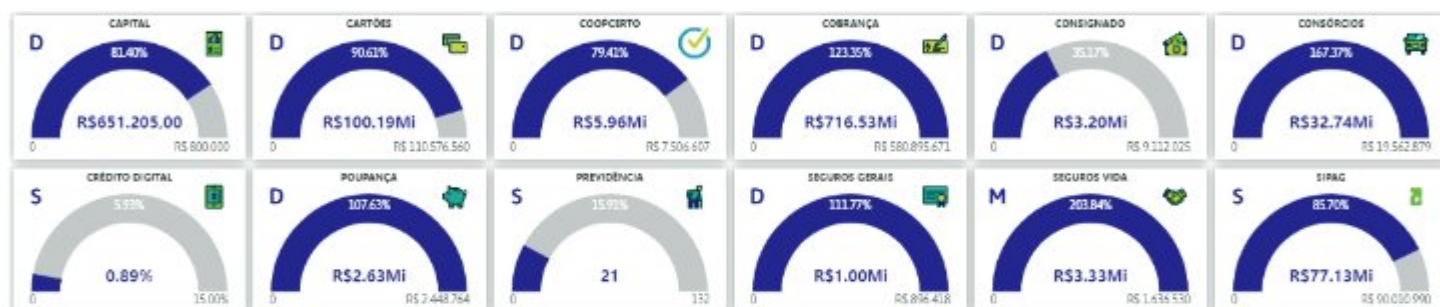 CAPITAL
D
81.40%
R$651.205,00
0
R$ 800.000
CARTÕES
D
90.61%
R$100.19Mi
0
R$ 110.576.560
COOPCERTO
D
79.41%
R$5.96Mi
0
R$ 7.506.607
COBRANÇA
D
123.35%
R$716.53Mi
0
R$ 580.895.671
CONSIGNADO
D
35.17%
R$3.20Mi
0
R$ 9.112.025
CONSÓRCIOS
D
167.37%
R$32.74Mi
0
R$ 19.562.879
CRÉDITO DIGITAL
S
5.93%
0.89%
0
15.00%
POUPANÇA
D
107.63%
R$2.63Mi
0
R$ 2.448.764
PREVIDÊNCIA
S
15.91%
21
0
132
SEGUROS GERAIS
D
111.77%
R$1.00Mi
0
R$ 896.418
SEGUROS VIDA
M
203.84%
R$3.33Mi
0
R$ 1.636.530
SIPAG
S
85.70%
R$77.13Mi
0